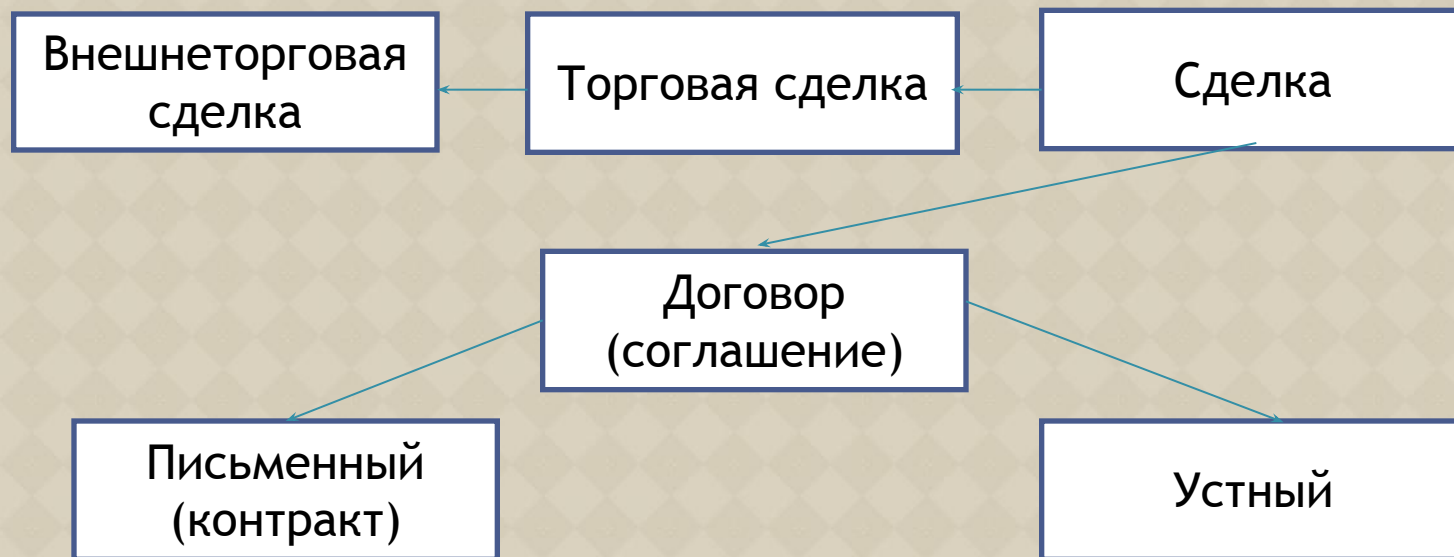 Внешнеторговая
сделка
Торговая сделка
Сделка
Договор
(соглашение)
Письменный
(контракт)
Устный